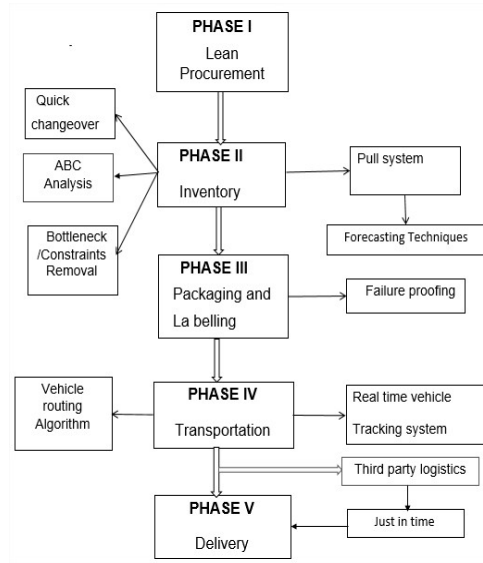 PHASE I
Lean
Procurement
Quick
changeover
ABC
Analysis
Bottleneck
/Constraints
Removal
PHASE II
Inventory
Pull system
Forecasting Techniques
PHASE III
Packaging and
La belling
Failure proofing
Vehicle
routing
Algorithm
PHASE IV
Transportation
Real time vehicle
Tracking system
Third party logistics
Just in time
PHASE V
Delivery